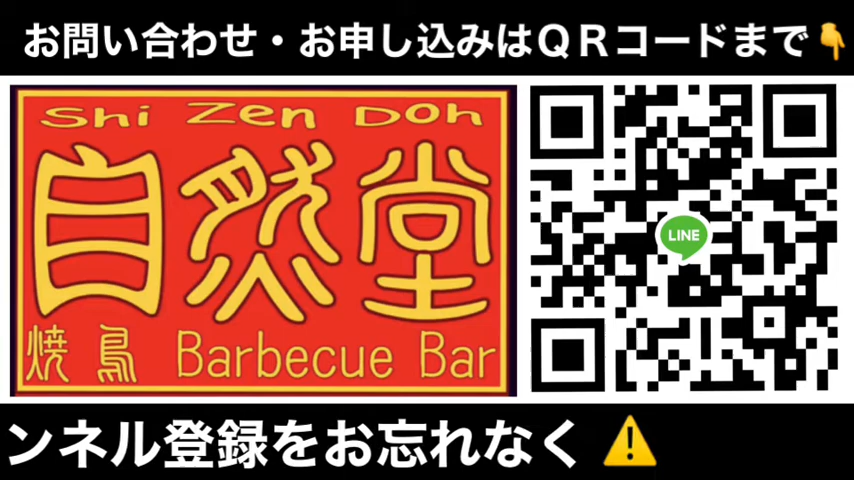 お問い合わせ・お申し込みはＱＲコードまで👇
Shi Zen Doh
自然堂
焼鳥 Barbecue Bar
LINE
ンネル登録をお忘れなく ⚠️